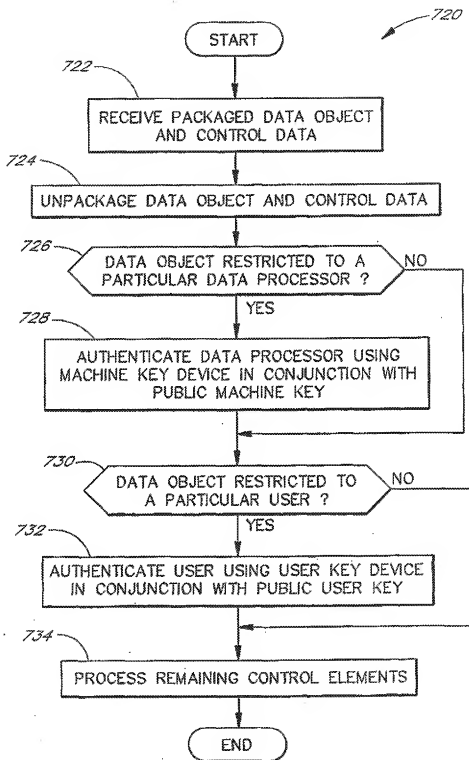 720
START
722
RECEIVE PACKAGED DATA OBJECT
AND CONTROL DATA
724
UNPACKAGE DATA OBJECT AND CONTROL DATA
726
DATA OBJECT RESTRICTED TO A
PARTICULAR DATA PROCESSOR ?
NO
YES
728
AUTHENTICATE DATA PROCESSOR USING
MACHINE KEY DEVICE IN CONJUNCTION WITH
PUBLIC MACHINE KEY
730
DATA OBJECT RESTRICTED TO
A PARTICULAR USER ?
NO
YES
732
AUTHENTICATE USER USING USER KEY DEVICE
IN CONJUNCTION WITH PUBLIC USER KEY
734
PROCESS REMAINING CONTROL ELEMENTS
END